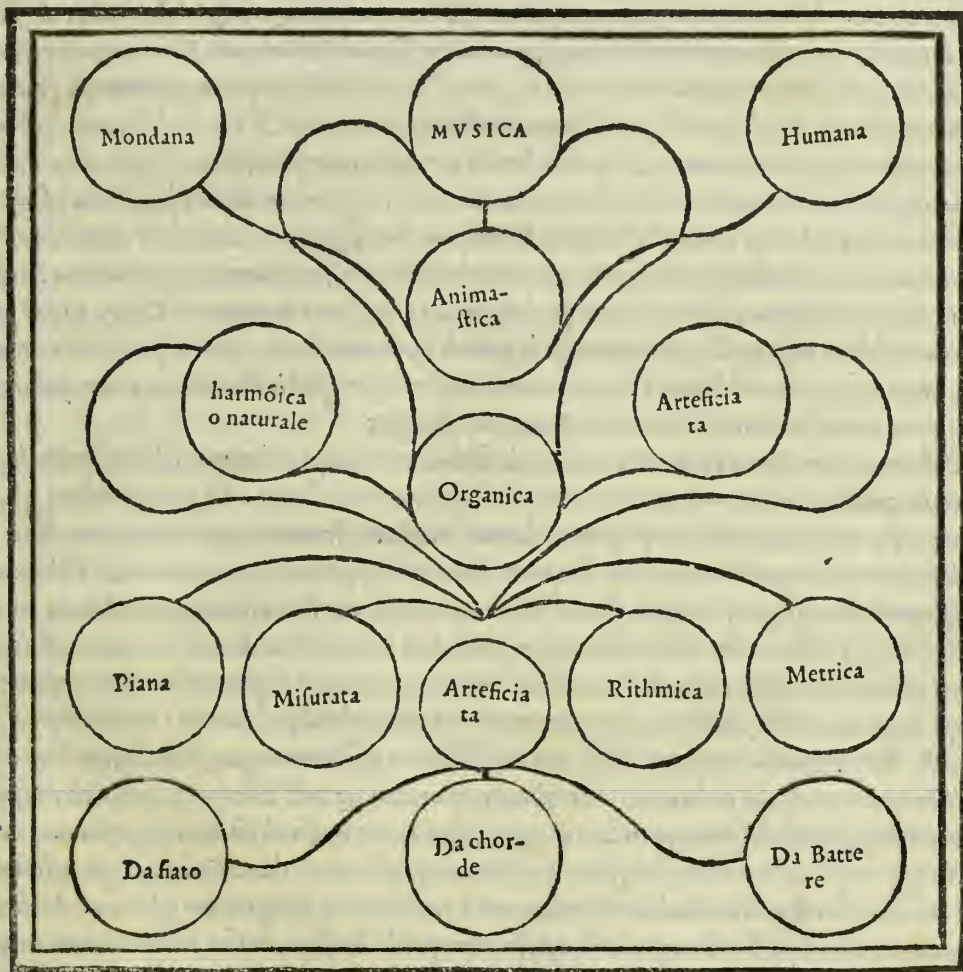 Mondana
MVSICA
Humana
Anima-
ſtica
harmõica
o naturale
Arteficia
ta
Organica
Piana
Miſurata
Arteficia
ta
Rithmica
Metrica
Da fiato
Da chor-
de
Da Batte
re